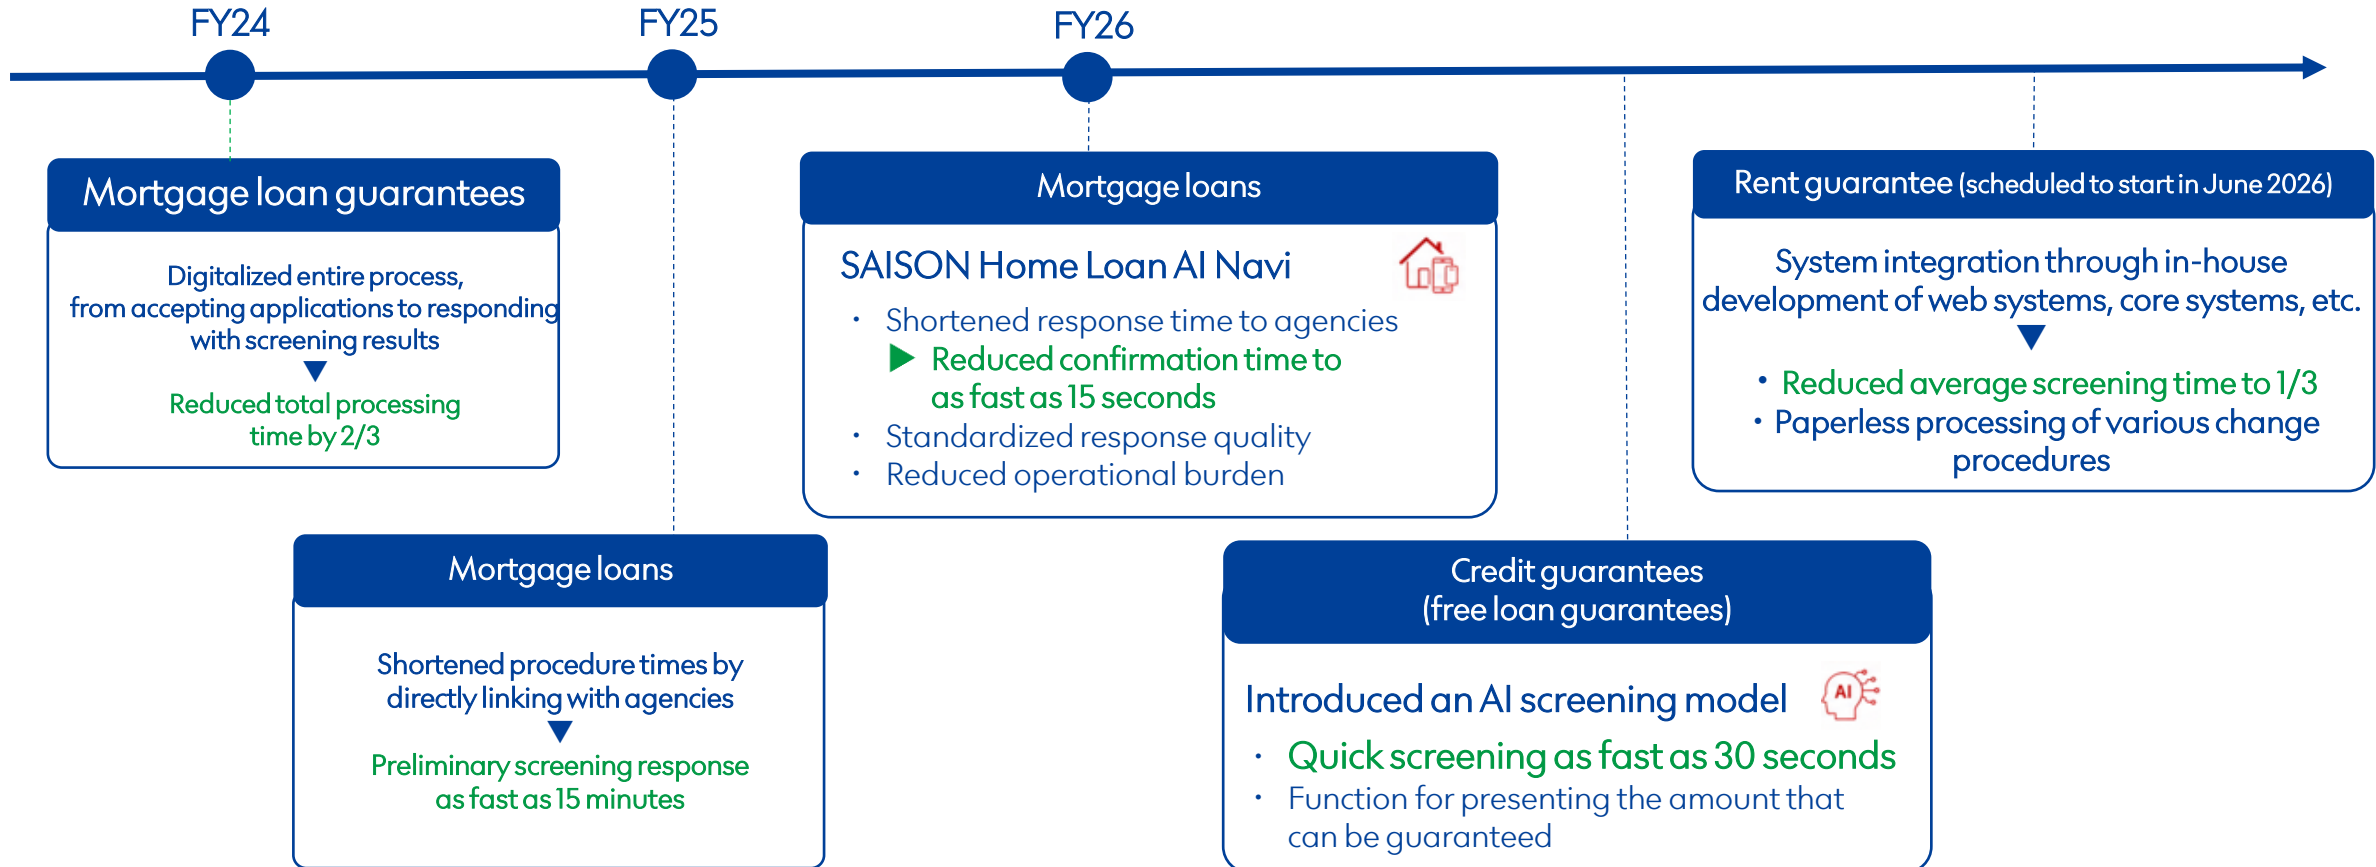 FY24
FY25
FY26
Mortgage loan guarantees
Digitalized entire process,
from accepting applications to responding
with screening results
Reduced total processing
time by 2/3
Mortgage loans
Shortened procedure times by
directly linking with agencies
Preliminary screening response
as fast as 15 minutes
Mortgage loans
SAISON Home Loan AI Navi
・ Shortened response time to agencies
Reduced confirmation time to
as fast as 15 seconds
・ Standardized response quality
・ Reduced operational burden
Credit guarantees
(free loan guarantees)
Introduced an AI screening model
AI
・ Quick screening as fast as 30 seconds
・ Function for presenting the amount that
can be guaranteed
Rent guarantee (scheduled to start in June 2026)
System integration through in-house
development of web systems, core systems, etc.
• Reduced average screening time to 1/3
• Paperless processing of various change
procedures